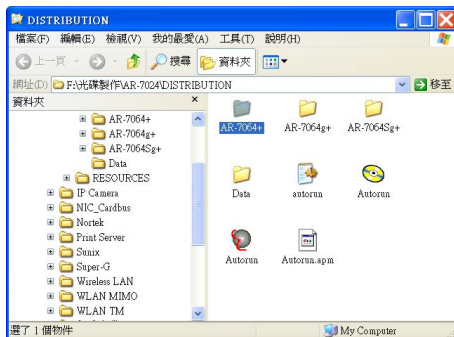 DISTRIBUTION
檔案(F) 編輯(E) 檢視(V) 我的最愛(A) 工具(T) 說明(H)
上一頁 搜尋 資料夾
網址(D) F:\光碟製作\AR-7024\DISTRIBUTION 移至
資料夾 ×
AR-7064+
AR-7064g+
AR-7064Sg+
Data
RESOURCES
IP Camera
NIC_Cardbus
Nortek
Print Server
Sunix
Super-G
Wireless LAN
WLAN MIMO
WLAN TM
AR-7064+ AR-7064g+ AR-7064Sg+
Data autorun Autorun
Autorun Autorun.apm
選了 1 個物件 My Computer